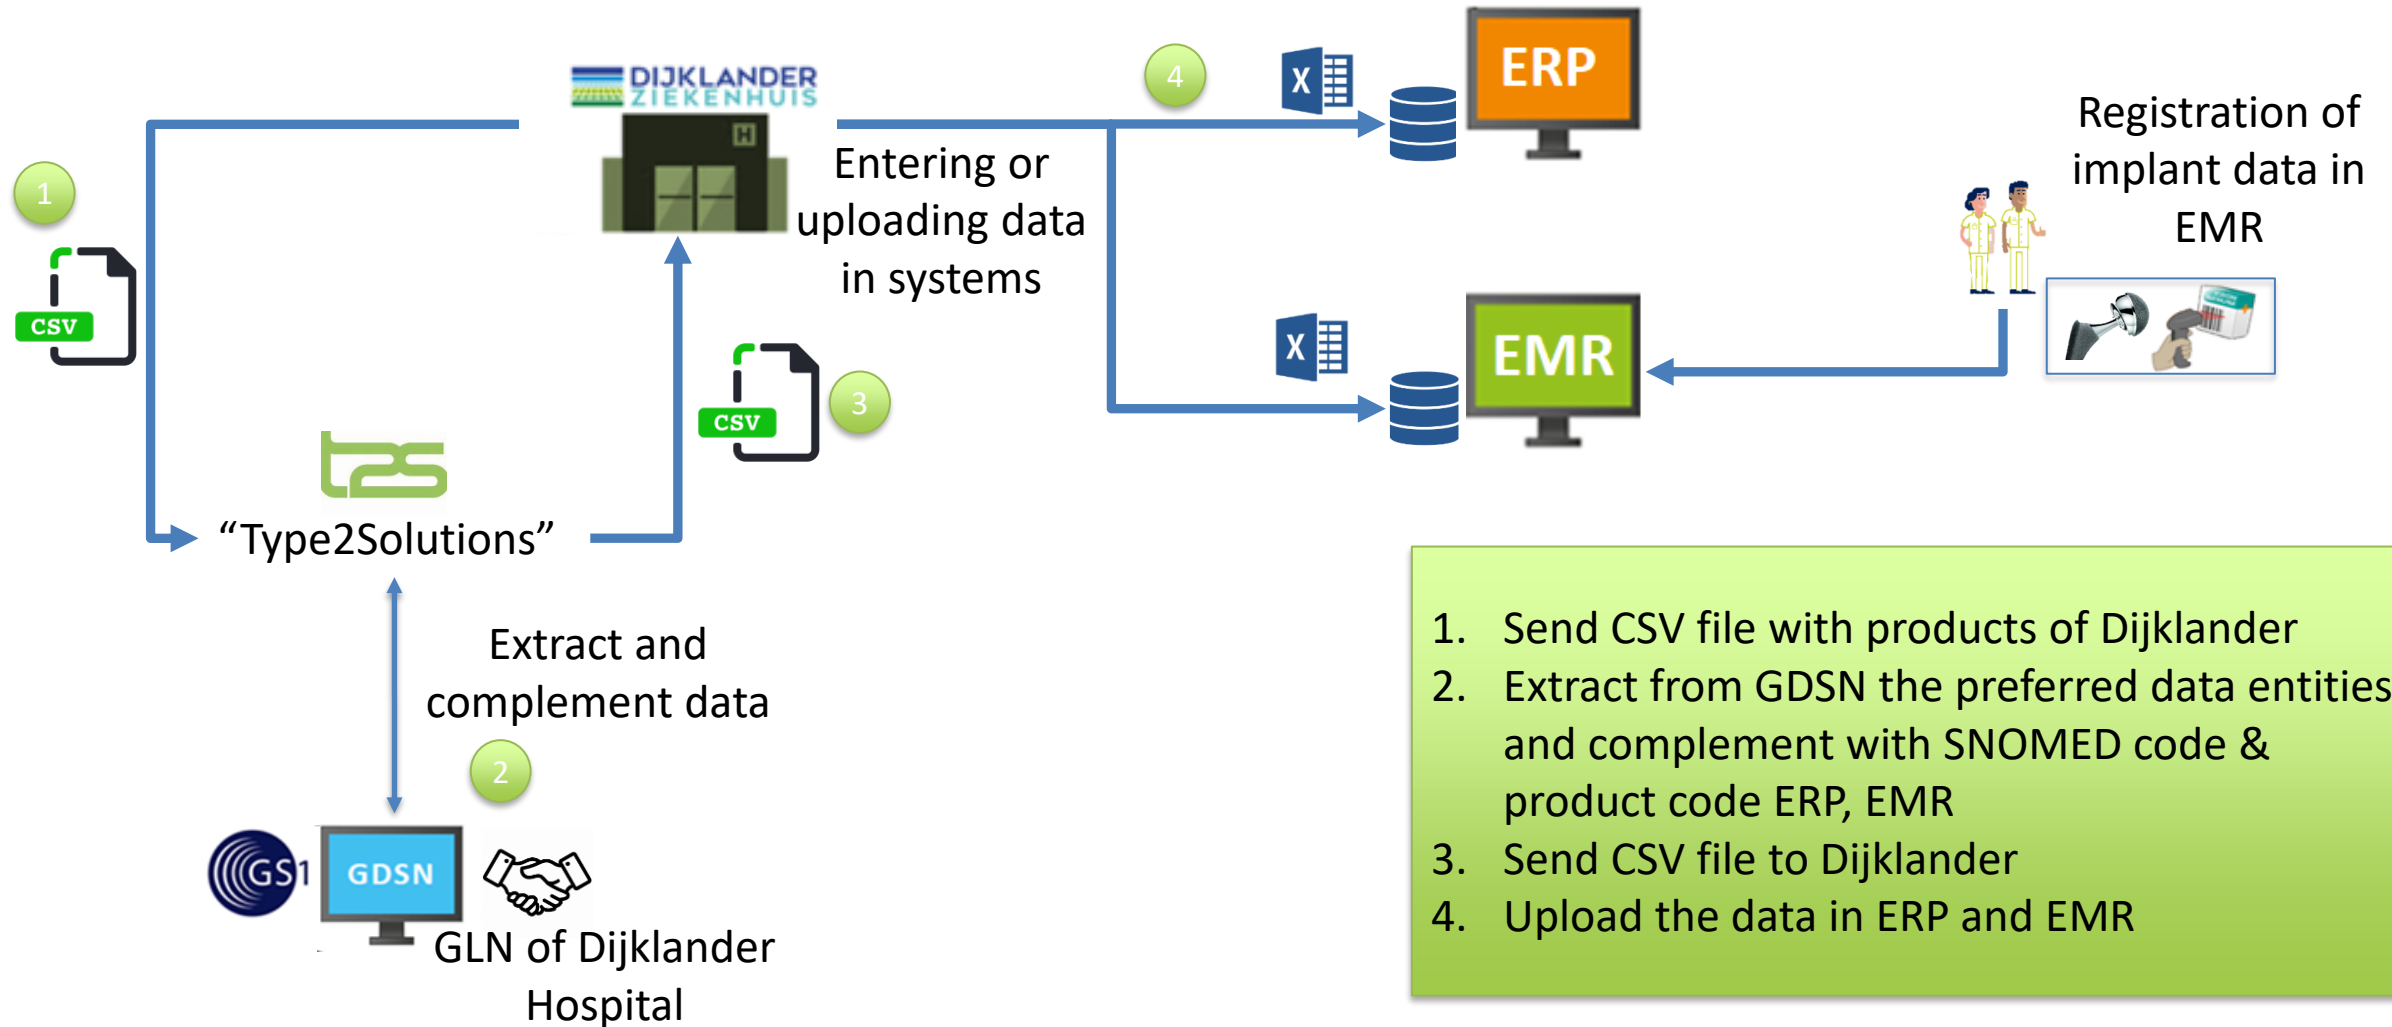 DIJKLANDER
ZIEKENHUIS
H
4
X
ERP
Registration of
implant data in
EMR
1
CSV
Entering or
uploading data
in systems
X
EMR
CSV
3
t2s
“Type2Solutions”
Extract and
complement data
2
GS1
GDSN
GLN of Dijklander
Hospital
1. Send CSV file with products of Dijklander
2. Extract from GDSN the preferred data entities
and complement with SNOMED code &
product code ERP, EMR
3. Send CSV file to Dijklander
4. Upload the data in ERP and EMR